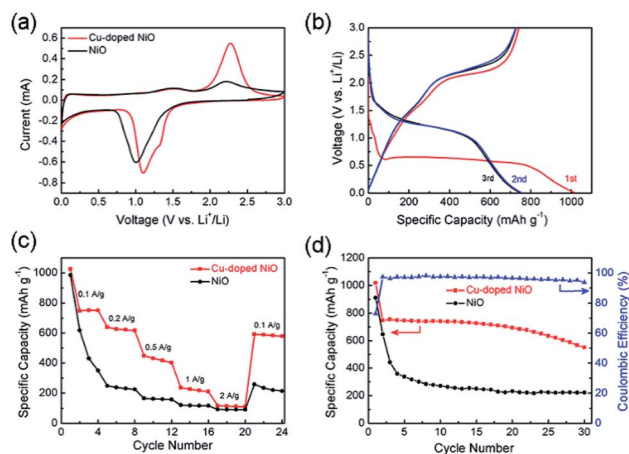 (a)
Cu-doped NiO
NiO
Current (mA)
0.6
0.4
0.2
0.0
-0.2
-0.4
-0.6
-0.8
0.0 0.5 1.0 1.5 2.0 2.5 3.0
Voltage (V vs. Li+/Li)
(b)
Voltage (V vs. Li+/Li)
3.0
2.5
2.0
1.5
1.0
0.5
0.0
3rd 2nd 1st
0 200 400 600 800 1000
Specific Capacity (mAh g-1)
(c)
Specific Capacity (mAh g-1)
1000
800
600
400
200
0
Cu-doped NiO
NiO
0.1 A/g
0.2 A/g
0.5 A/g
1 A/g
2 A/g
0.1 A/g
0 4 8 12 16 20 24
Cycle Number
(d)
Specific Capacity (mAh g-1)
1200
1000
800
600
400
200
0
Cu-doped NiO
NiO
100
80
60
40
20
0
Coulombic Efficiency (%)
0 5 10 15 20 25 30
Cycle Number